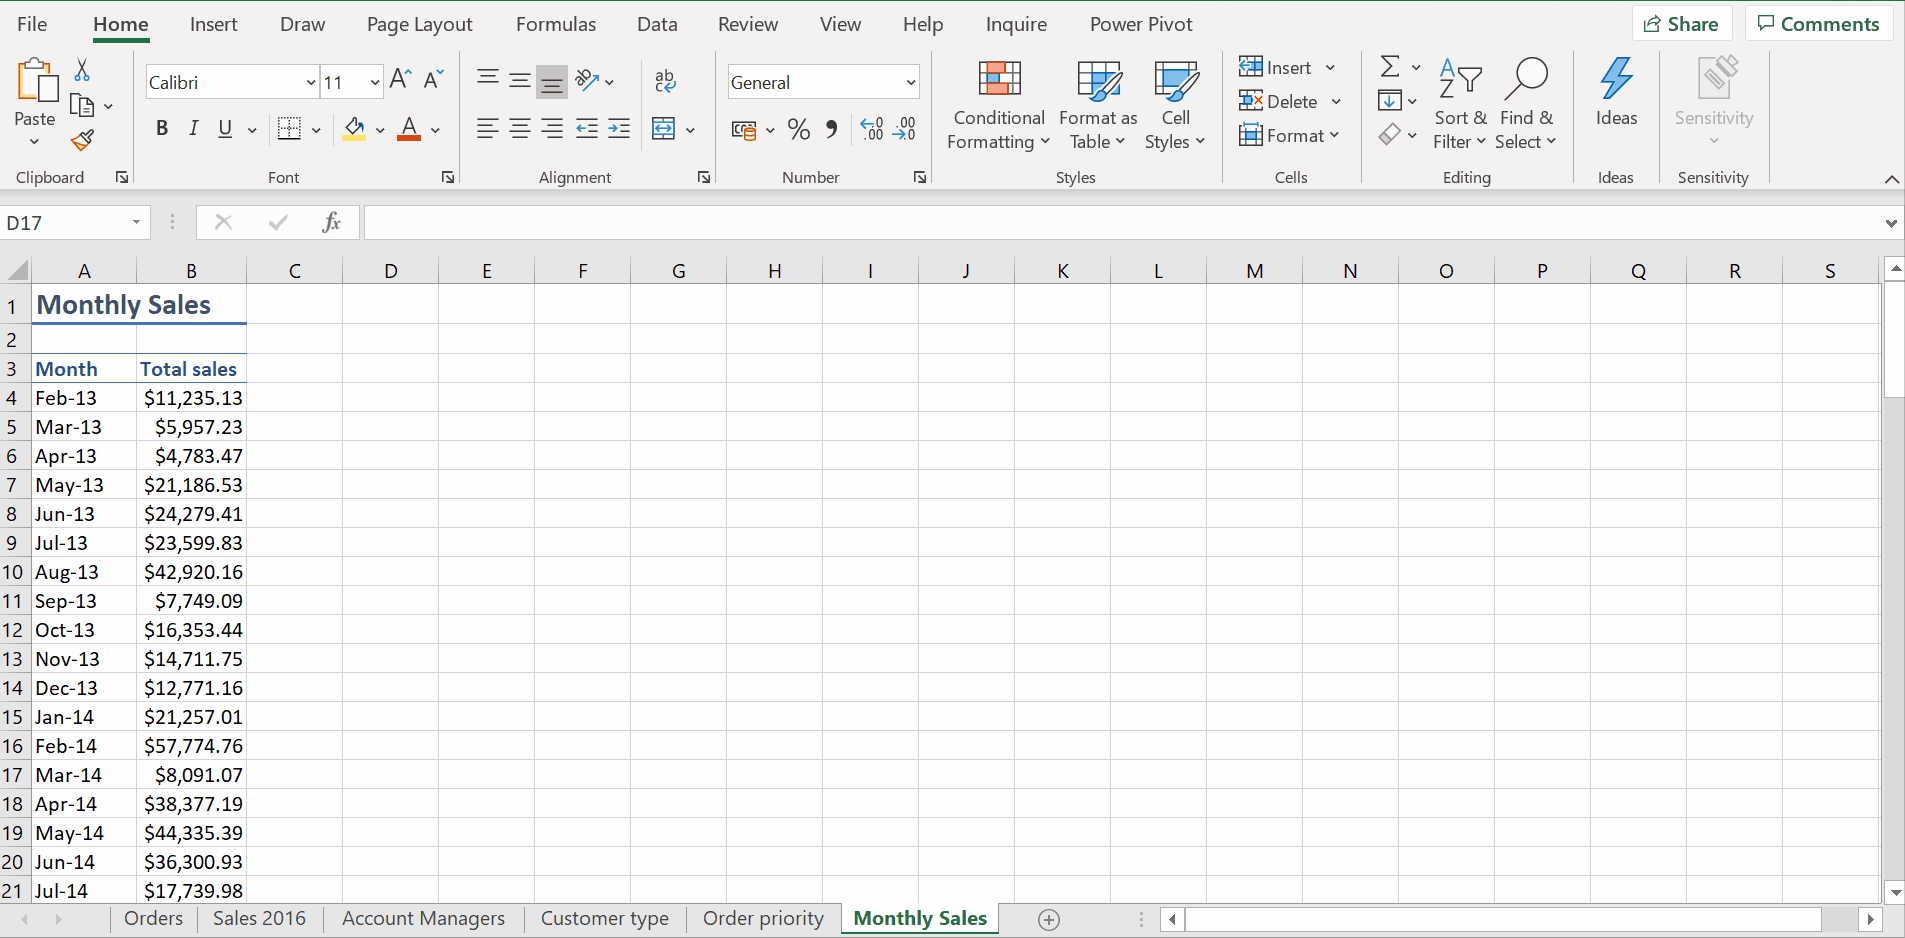 File Home Insert Draw Page Layout Formulas Data Review View Help Inquire Power Pivot Share Comments
Calibri 11 General Insert
Paste Conditional Formatting Format as Table Cell Styles Delete Sort & Filter Find & Select Ideas Sensitivity
B I U A % Format
Clipboard Font Alignment Number Styles Cells Editing Ideas Sensitivity
D17 fx
A B C D E F G H I J K L M N O P Q R S
1 Monthly Sales
2
3 Month Total sales
4 Feb-13 $11,235.13
5 Mar-13 $5,957.23
6 Apr-13 $4,783.47
7 May-13 $21,186.53
8 Jun-13 $24,279.41
9 Jul-13 $23,599.83
10 Aug-13 $42,920.16
11 Sep-13 $7,749.09
12 Oct-13 $16,353.44
13 Nov-13 $14,711.75
14 Dec-13 $12,771.16
15 Jan-14 $21,257.01
16 Feb-14 $57,774.76
17 Mar-14 $8,091.07
18 Apr-14 $38,377.19
19 May-14 $44,335.39
20 Jun-14 $36,300.93
21 Jul-14 $17,739.98
Orders Sales 2016 Account Managers Customer type Order priority Monthly Sales